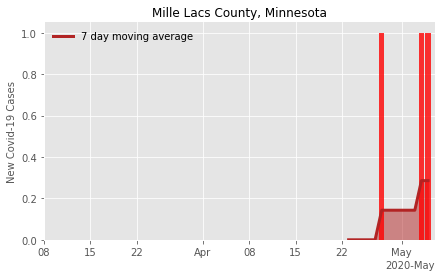 Mille Lacs County, Minnesota
7 day moving average
New Covid-19 Cases
1.0
0.8
0.6
0.4
0.2
0.0
08 15 22 Apr 08 15 22 May
2020-May